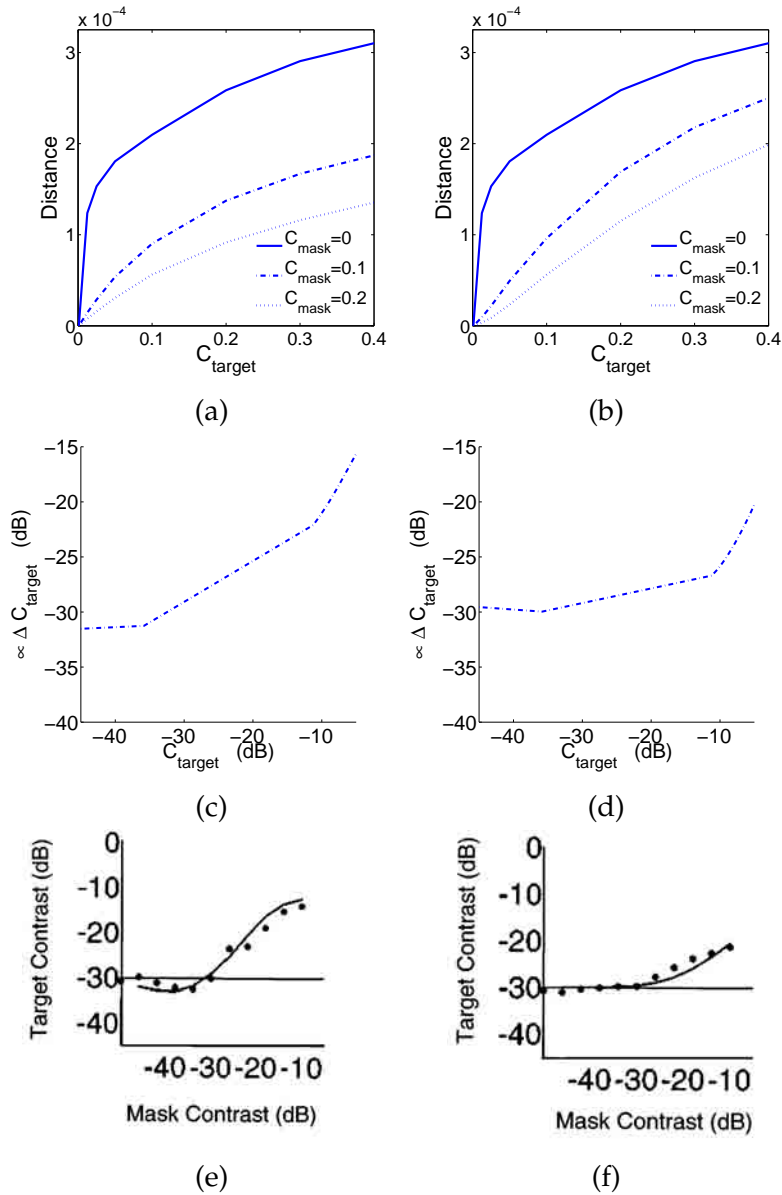 x 10⁻⁴
3
2
1
0
Distance
C_mask=0
C_mask=0.1
C_mask=0.2
0 0.1 0.2 0.3 0.4
C_target
(a)
x 10⁻⁴
3
2
1
0
Distance
C_mask=0
C_mask=0.1
C_mask=0.2
0 0.1 0.2 0.3 0.4
C_target
(b)
−15
−20
−25
−30
−35
−40
∝ Δ C_target (dB)
−40 −30 −20 −10
C_target (dB)
(c)
−15
−20
−25
−30
−35
−40
∝ Δ C_target (dB)
−40 −30 −20 −10
C_target (dB)
(d)
0
-10
-20
-30
-40
Target Contrast (dB)
-40 -30 -20 -10
Mask Contrast (dB)
(e)
0
-10
-20
-30
-40
Target Contrast (dB)
-40 -30 -20 -10
Mask Contrast (dB)
(f)